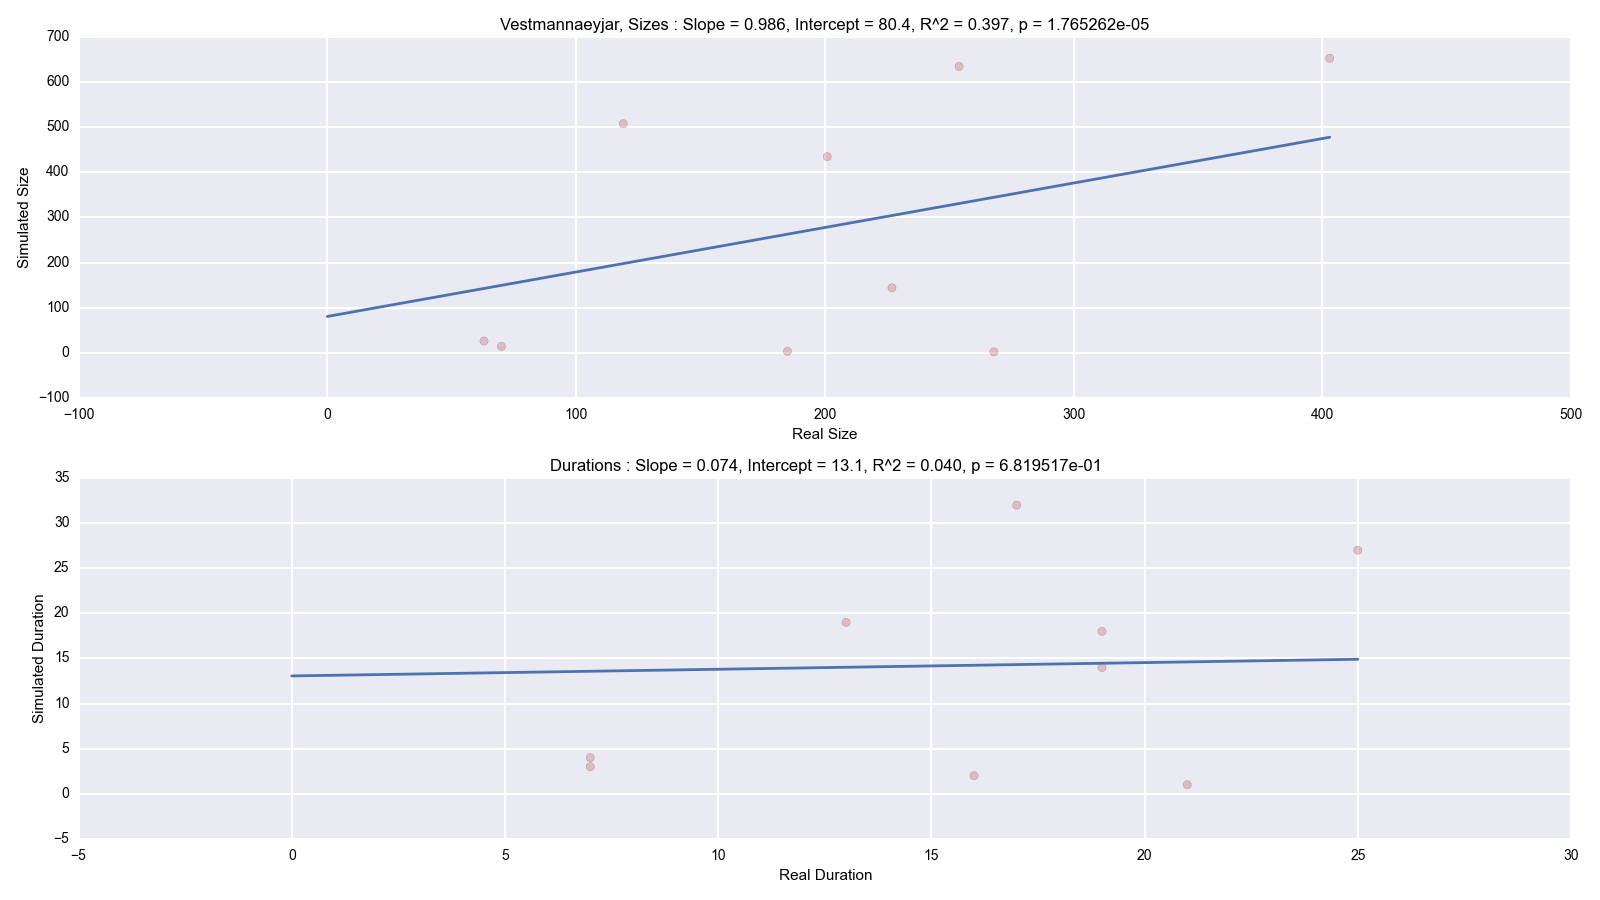 Vestmannaeyjar, Sizes : Slope = 0.986, Intercept = 80.4, R^2 = 0.397, p = 1.765262e-05
700
600
500
400
300
200
100
0
−100
Simulated Size
−100 0 100 200 300 400 500
Real Size
Durations : Slope = 0.074, Intercept = 13.1, R^2 = 0.040, p = 6.819517e-01
35
30
25
20
15
10
5
0
−5
Simulated Duration
−5 0 5 10 15 20 25 30
Real Duration